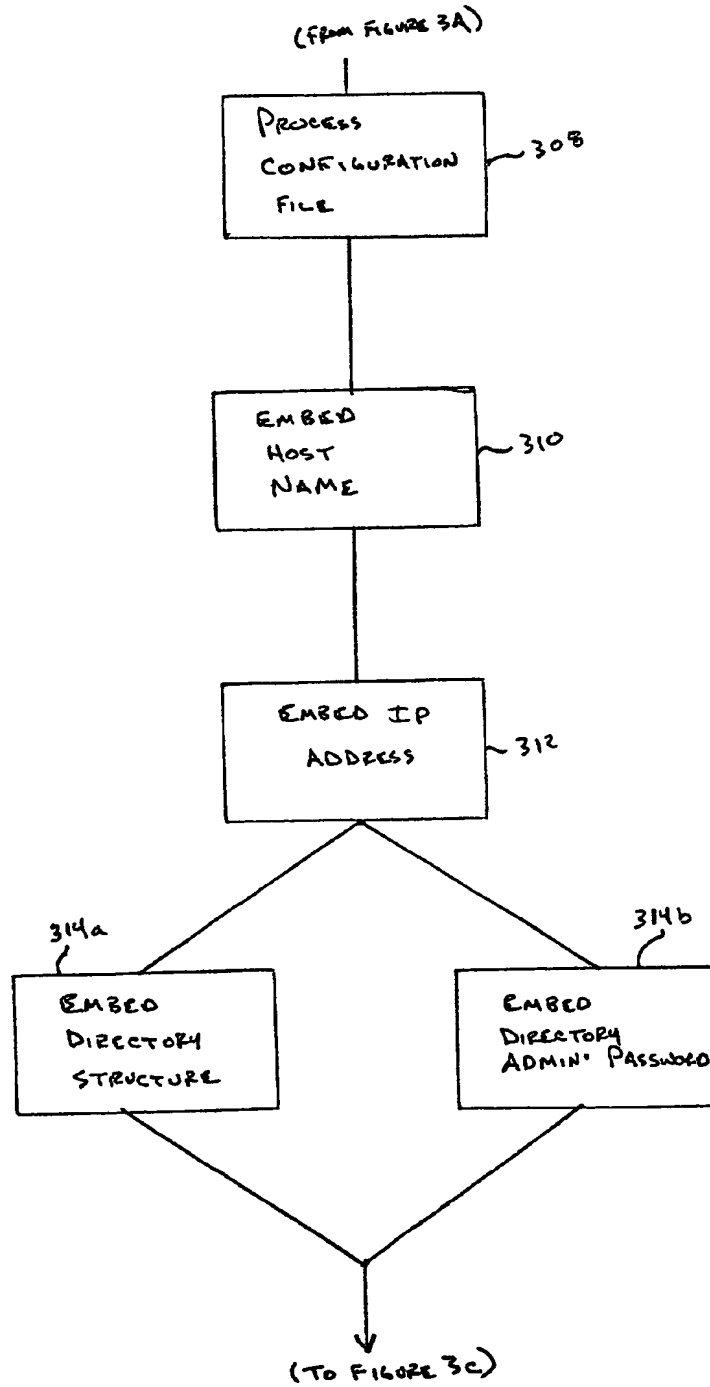 (FROM FIGURE 3A)
PROCESS
CONFIGURATION
FILE
308
EMBED
HOST
NAME
310
EMBED IP
ADDRESS
312
314a
EMBED
DIRECTORY
STRUCTURE
314b
EMBED
DIRECTORY
ADMIN. PASSWORD
(TO FIGURE 3C)